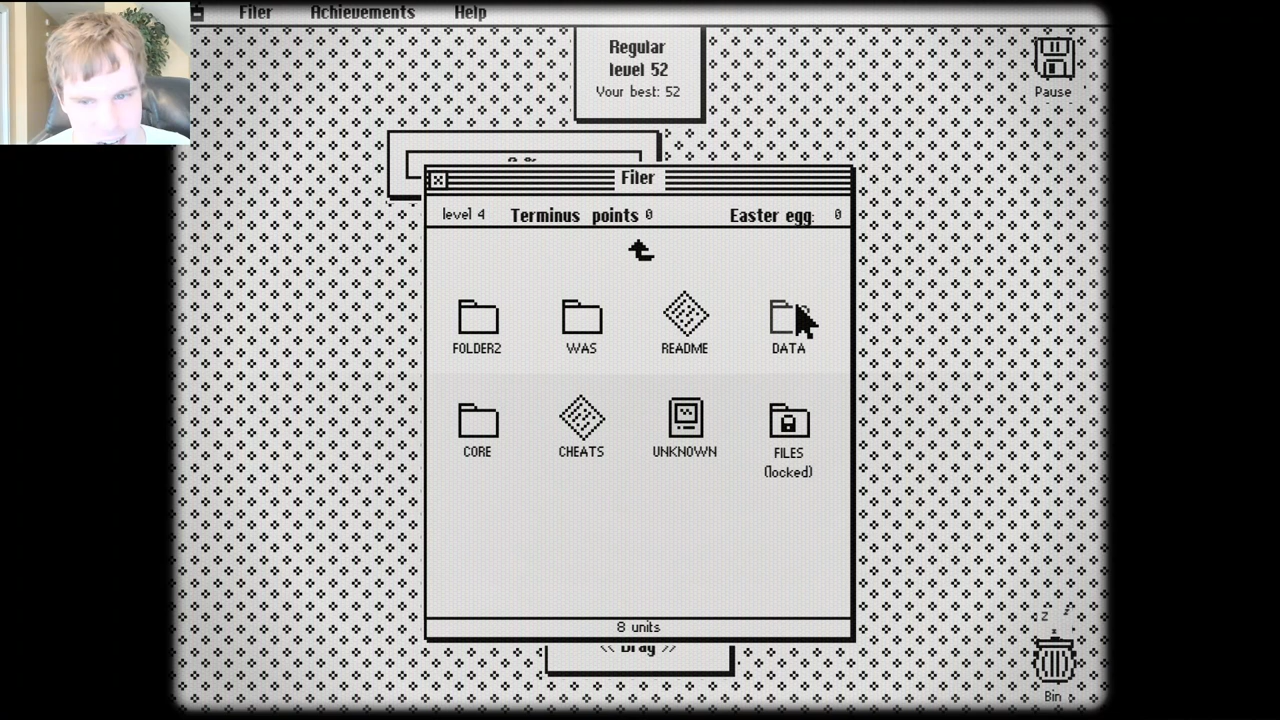 Filer Achievements Help
Regular
level 52
Your best: 52
Pause
Filer
level 4 Terminus points 0 Easter egg: 0
FOLDER2 WAS README DATA
CORE CHEATS UNKNOWN FILES
(locked)
8 units
<< Drag >>
Z z z
Bin